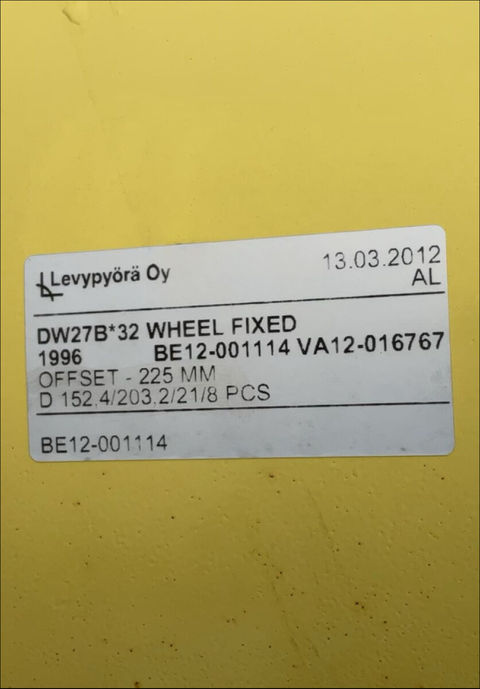 Levypyörä Oy
13.03.2012
AL
DW27B*32 WHEEL FIXED
1996 BE12-001114 VA12-016767
OFFSET - 225 MM
D 152.4/203.2/21/8 PCS
BE12-001114